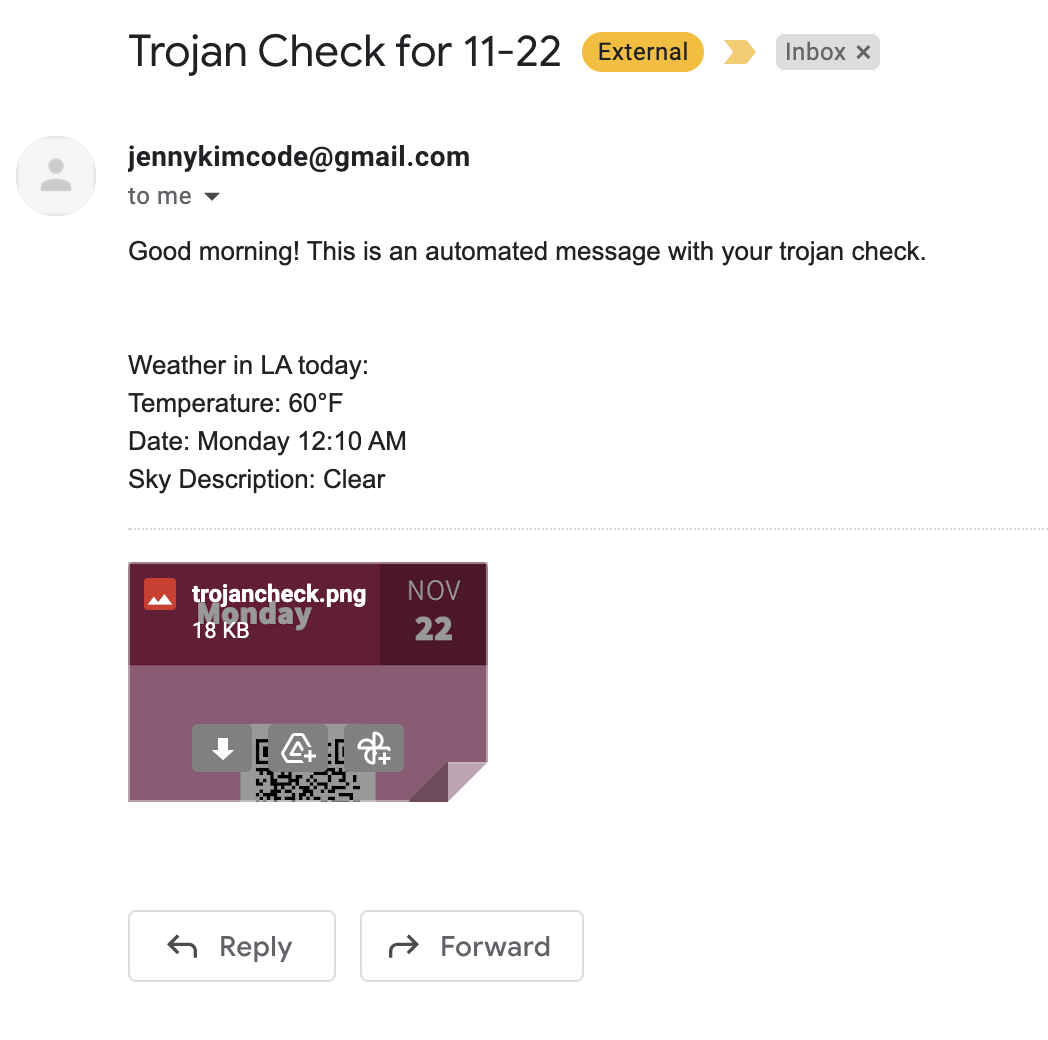 Trojan Check for 11-22 External Inbox ×
jennykimcode@gmail.com
to me
Good morning! This is an automated message with your trojan check.
Weather in LA today:
Temperature: 60°F
Date: Monday 12:10 AM
Sky Description: Clear
trojancheck.png
Monday
18 KB
NOV
22
Reply
Forward